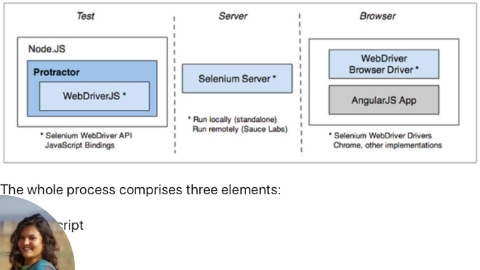 Test
Server
Browser
Node.JS
Protractor
WebDriverJS *
* Selenium WebDriver API
JavaScript Bindings
Selenium Server *
* Run locally (standalone)
Run remotely (Sauce Labs)
WebDriver
Browser Driver *
AngularJS App
* Selenium WebDriver Drivers
Chrome, other implementations
The whole process comprises three elements: